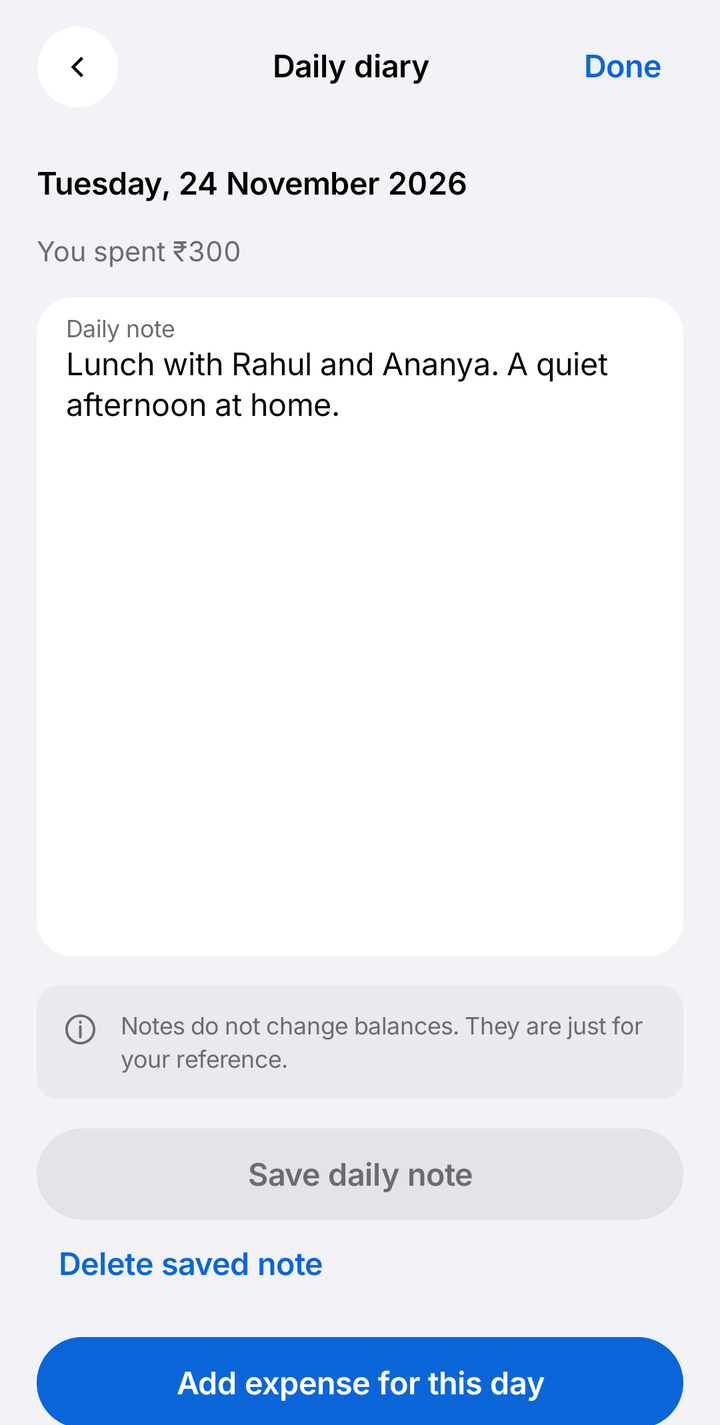 Daily diary
Done
Tuesday, 24 November 2026
You spent ₹300
Daily note
Lunch with Rahul and Ananya. A quiet
afternoon at home.
Notes do not change balances. They are just for
your reference.
Save daily note
Delete saved note
Add expense for this day